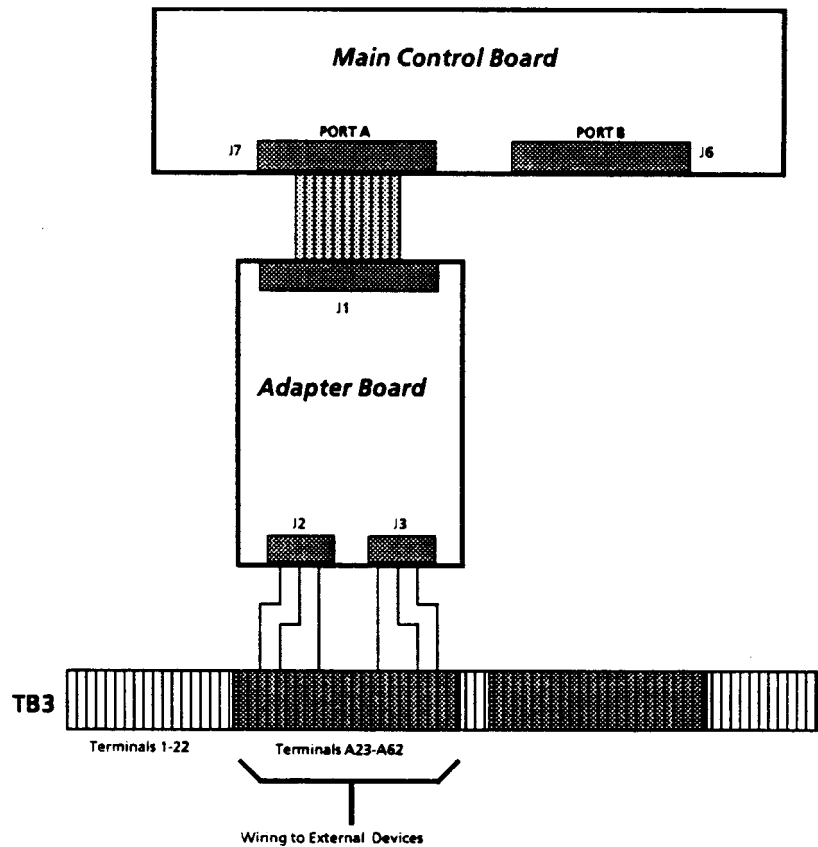 Main Control Board
PORT A
PORT B
J7
J6
J1
Adapter Board
J2
J3
TB3
Terminals 1-22
Terminals A23-A62
Wiring to External Devices